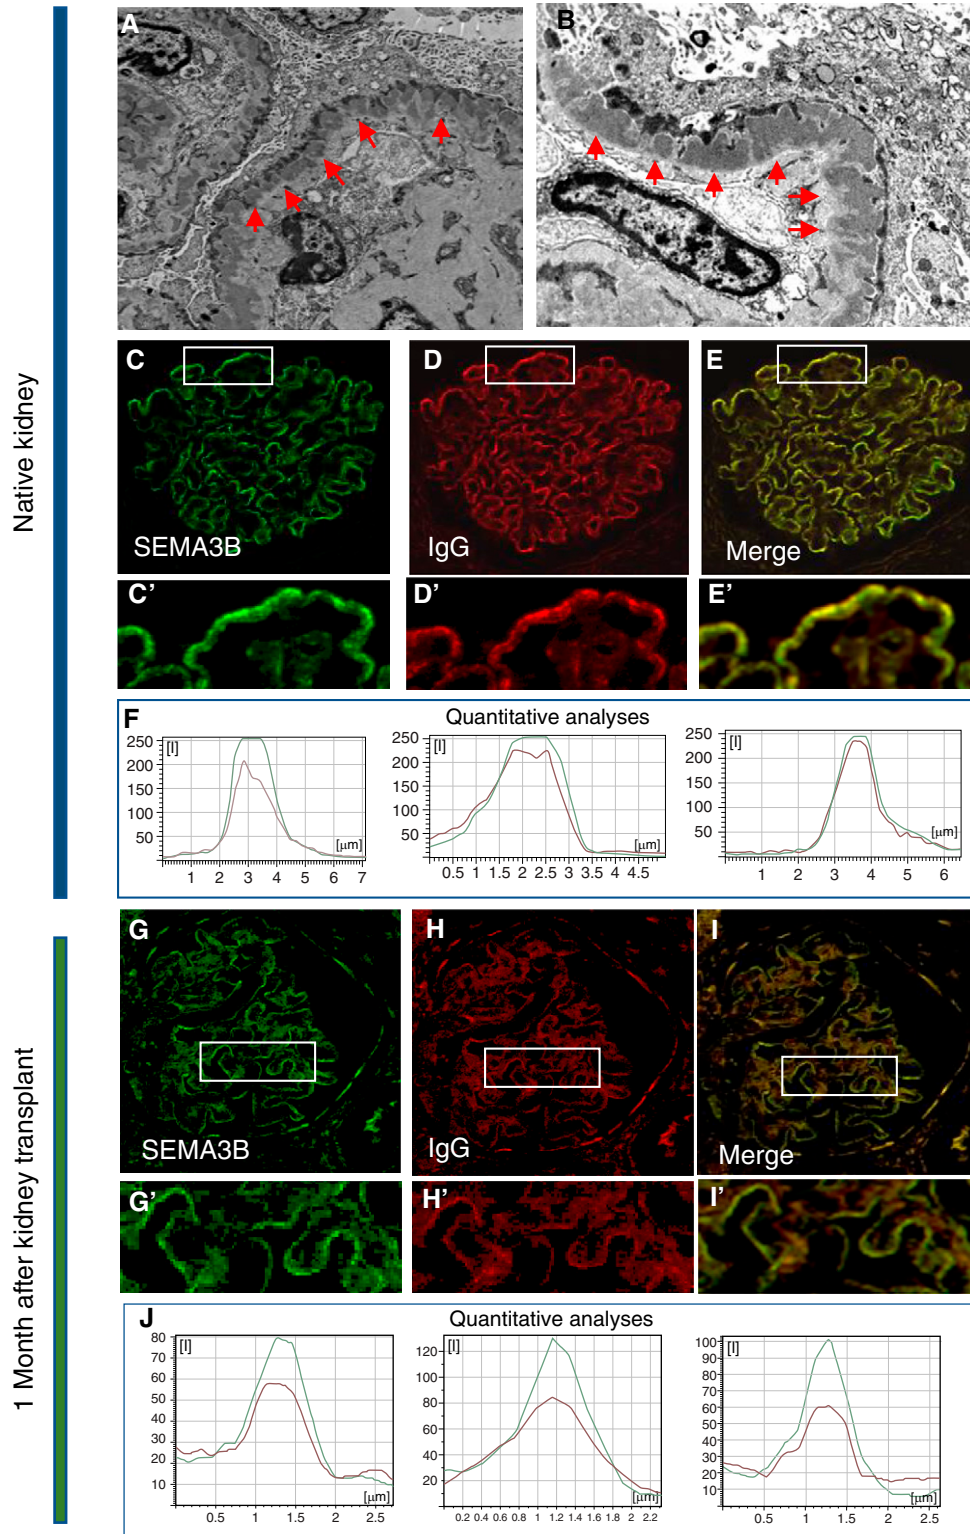 Native kidney
A
B
C
D
E
SEMA3B
IgG
Merge
C'
D'
E'
F
Quantitative analyses
[I]
250
200
150
100
50
[µm]
1 2 3 4 5 6 7
[I]
250
200
150
100
50
[µm]
0.5 1 1.5 2 2.5 3 3.5 4 4.5
[I]
250
200
150
100
50
[µm]
1 2 3 4 5 6
1 Month after kidney transplant
G
H
I
SEMA3B
IgG
Merge
G'
H'
I'
J
Quantitative analyses
[I]
80
70
60
50
40
30
20
10
[µm]
0.5 1 1.5 2 2.5
[I]
120
100
80
60
40
20
[µm]
0.2 0.4 0.6 0.8 1 1.2 1.4 1.6 1.8 2 2.2
[I]
100
90
80
70
60
50
40
30
20
10
[µm]
0.5 1 1.5 2 2.5